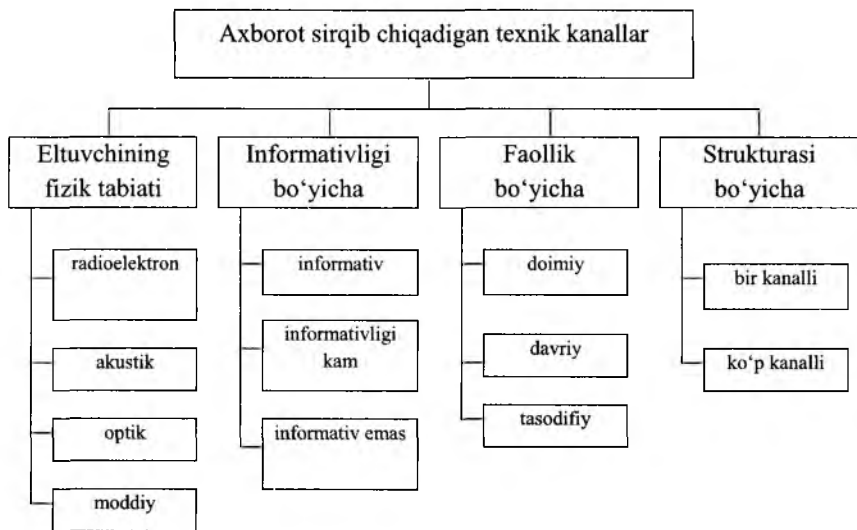 Axborot sirqib chiqadigan texnik kanallar
Eltuvchining
fizik tabiati
radioelektron
akustik
optik
moddiy
Informativligi
bo‘yicha
informativ
informativligi
kam
informativ emas
Faollik
bo‘yicha
doimiy
davriy
tasodifiy
Strukturasi
bo‘yicha
bir kanalli
ko‘p kanalli